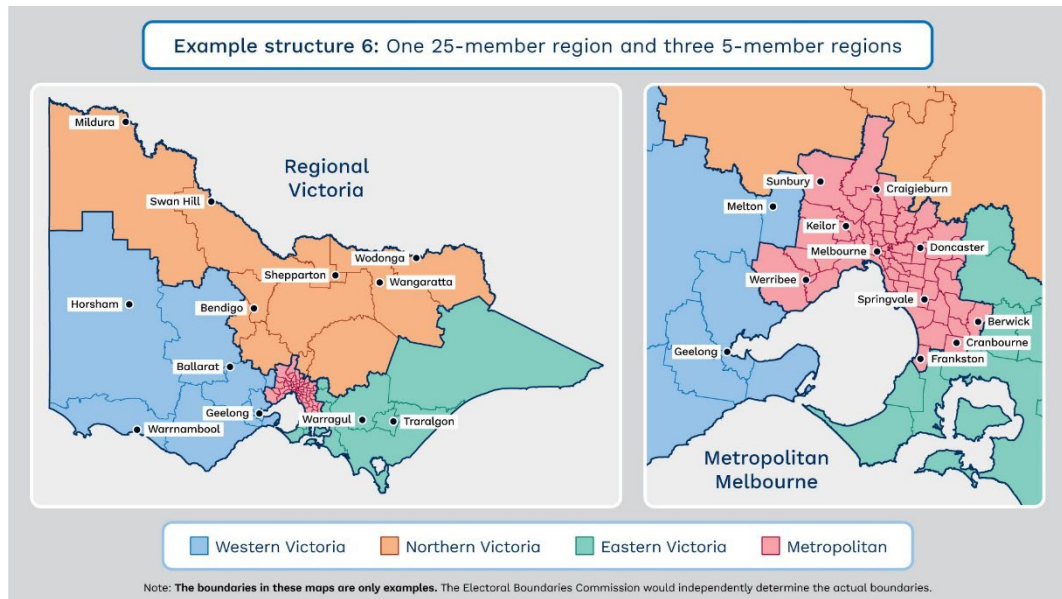 Example structure 6: One 25-member region and three 5-member regions
Mildura
Regional
Victoria
Swan Hill
Wodonga
Shepparton
Wangaratta
Horsham
Bendigo
Ballarat
Geelong
Warragul
Traralgon
Warrnambool
Sunbury
Craigieburn
Melton
Keilor
Melbourne
Doncaster
Werribee
Springvale
Berwick
Cranbourne
Geelong
Frankston
Metropolitan
Melbourne
Western Victoria
Northern Victoria
Eastern Victoria
Metropolitan
Note: The boundaries in these maps are only examples. The Electoral Boundaries Commission would independently determine the actual boundaries.